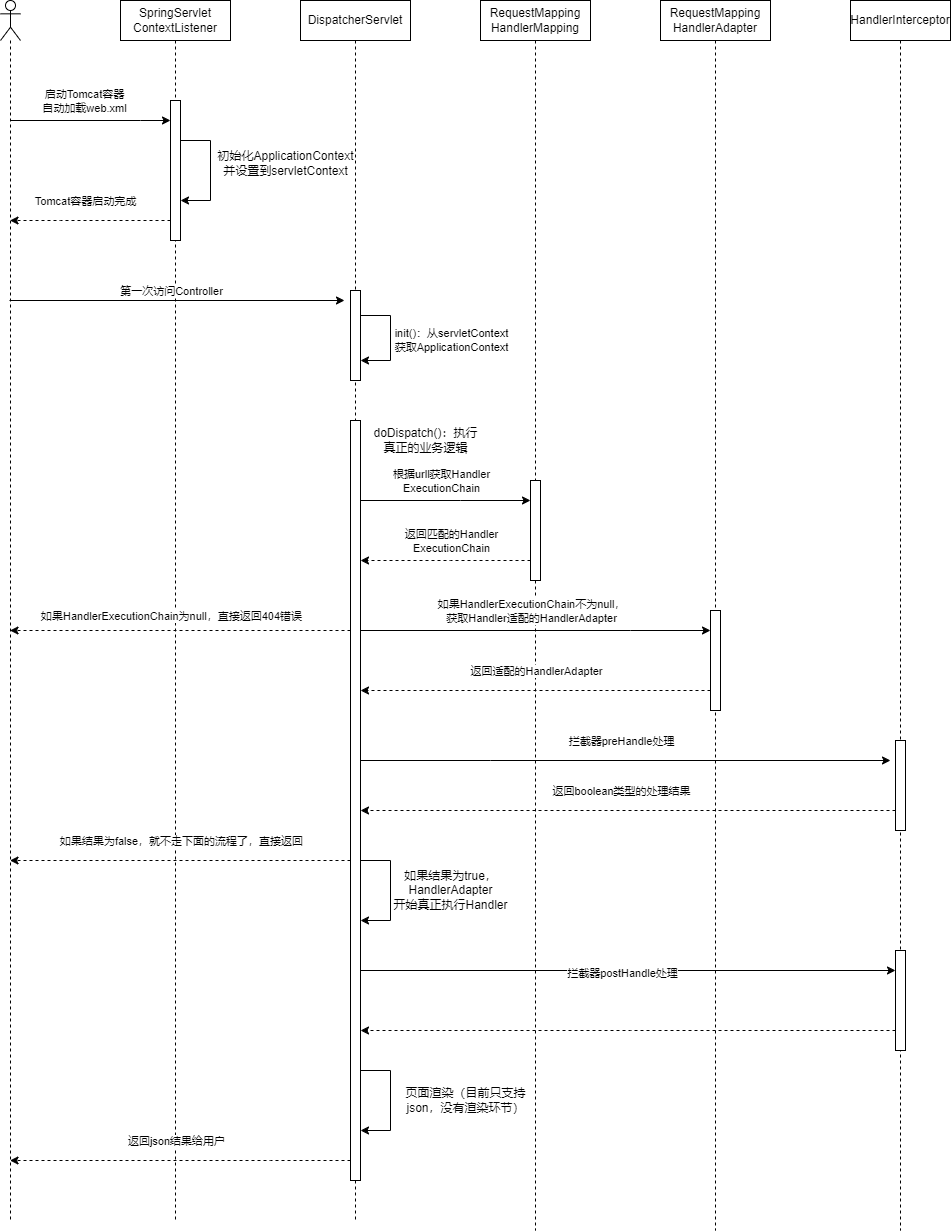 SpringServlet
ContextListener
DispatcherServlet
RequestMapping
HandlerMapping
RequestMapping
HandlerAdapter
HandlerInterceptor
启动Tomcat容器
自动加载web.xml
初始化ApplicationContext
并设置到servletContext
Tomcat容器启动完成
第一次访问Controller
init()：从servletContext
获取ApplicationContext
doDispatch()：执行
真正的业务逻辑
根据url获取Handler
ExecutionChain
返回匹配的Handler
ExecutionChain
如果HandlerExecutionChain为null，直接返回404错误
如果HandlerExecutionChain不为null，
获取Handler适配的HandlerAdapter
返回适配的HandlerAdapter
拦截器preHandle处理
返回boolean类型的处理结果
如果结果为false，就不走下面的流程了，直接返回
如果结果为true，
HandlerAdapter
开始真正执行Handler
拦截器postHandle处理
页面渲染（目前只支持
json，没有渲染环节）
返回json结果给用户